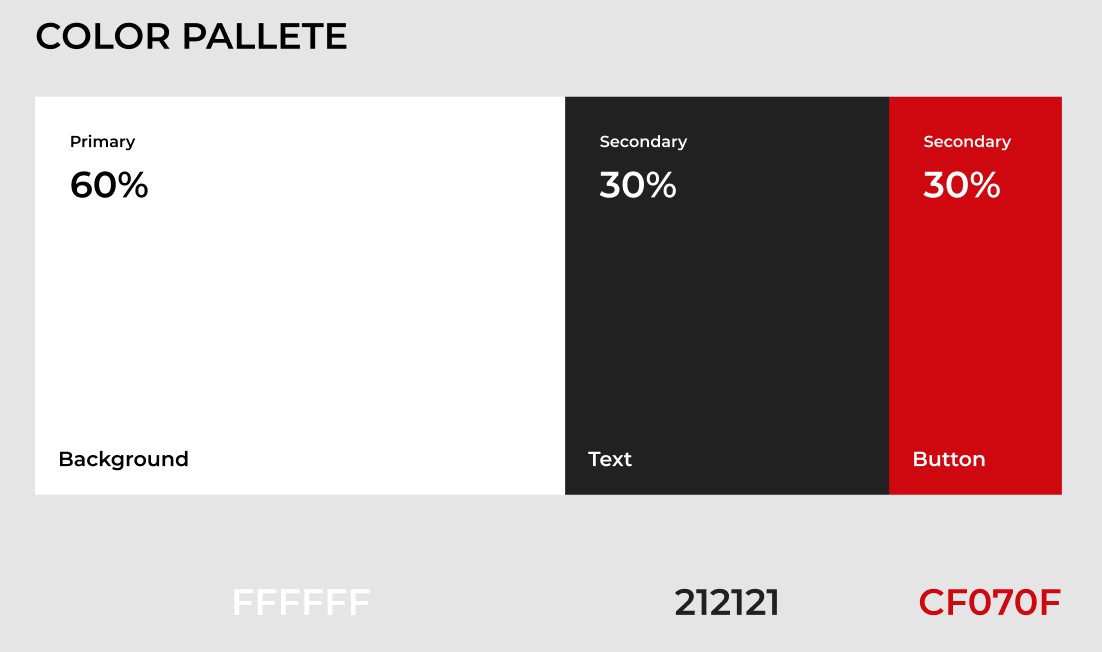 COLOR PALLETE
Primary
60%
Background
Secondary
30%
Text
Secondary
30%
Button
FFFFFF
212121
CF070F